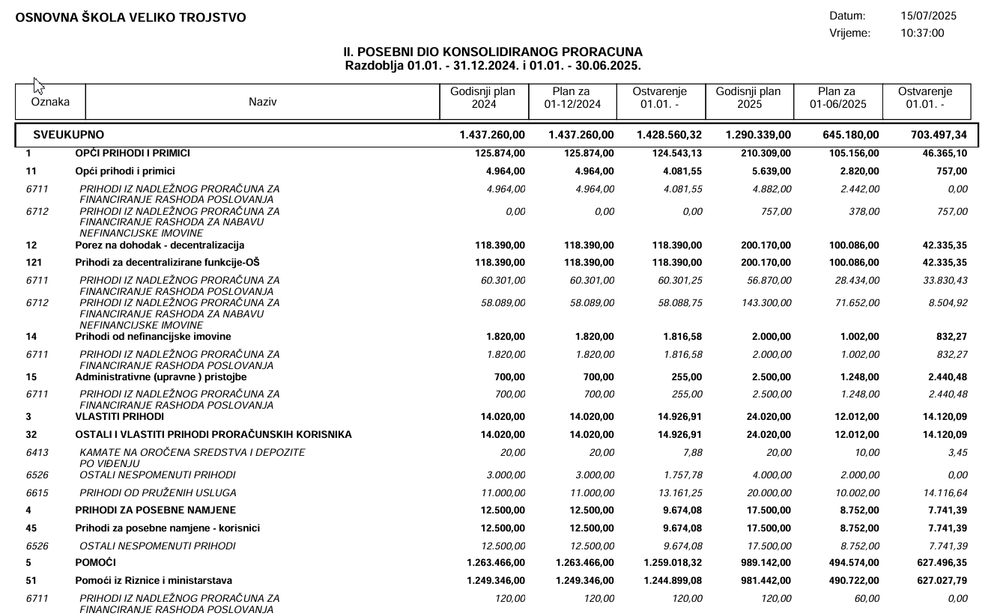 OSNOVNA ŠKOLA VELIKO TROJSTVO
Datum: 15/07/2025
Vrijeme: 10:37:00
II. POSEBNI DIO KONSOLIDIRANOG PRORACUNA
Razdoblja 01.01. - 31.12.2024. i 01.01. - 30.06.2025.
Oznaka Naziv Godisnji plan 2024 Plan za 01-12/2024 Ostvarenje 01.01. - Godisnji plan 2025 Plan za 01-06/2025 Ostvarenje 01.01. -
SVEUKUPNO 1.437.260,00 1.437.260,00 1.428.560,32 1.290.339,00 645.180,00 703.497,34
1 OPĆI PRIHODI I PRIMICI 125.874,00 125.874,00 124.543,13 210.309,00 105.156,00 46.365,10
11 Opći prihodi i primici 4.964,00 4.964,00 4.081,55 5.639,00 2.820,00 757,00
6711 PRIHODI IZ NADLEŽNOG PRORAČUNA ZA 4.964,00 4.964,00 4.081,55 4.882,00 2.442,00 0,00
FINANCIRANJE RASHODA POSLOVANJA
6712 PRIHODI IZ NADLEŽNOG PRORAČUNA ZA 0,00 0,00 0,00 757,00 378,00 757,00
FINANCIRANJE RASHODA ZA NABAVU
NEFINANCIJSKE IMOVINE
12 Porez na dohodak - decentralizacija 118.390,00 118.390,00 118.390,00 200.170,00 100.086,00 42.335,35
121 Prihodi za decentralizirane funkcije-OŠ 118.390,00 118.390,00 118.390,00 200.170,00 100.086,00 42.335,35
6711 PRIHODI IZ NADLEŽNOG PRORAČUNA ZA 60.301,00 60.301,00 60.301,25 56.870,00 28.434,00 33.830,43
FINANCIRANJE RASHODA POSLOVANJA
6712 PRIHODI IZ NADLEŽNOG PRORAČUNA ZA 58.089,00 58.089,00 58.088,75 143.300,00 71.652,00 8.504,92
FINANCIRANJE RASHODA ZA NABAVU
NEFINANCIJSKE IMOVINE
14 Prihodi od nefinancijske imovine 1.820,00 1.820,00 1.816,58 2.000,00 1.002,00 832,27
6711 PRIHODI IZ NADLEŽNOG PRORAČUNA ZA 1.820,00 1.820,00 1.816,58 2.000,00 1.002,00 832,27
FINANCIRANJE RASHODA POSLOVANJA
15 Administrativne (upravne ) pristojbe 700,00 700,00 255,00 2.500,00 1.248,00 2.440,48
6711 PRIHODI IZ NADLEŽNOG PRORAČUNA ZA 700,00 700,00 255,00 2.500,00 1.248,00 2.440,48
FINANCIRANJE RASHODA POSLOVANJA
3 VLASTITI PRIHODI 14.020,00 14.020,00 14.926,91 24.020,00 12.012,00 14.120,09
32 OSTALI I VLASTITI PRIHODI PRORAČUNSKIH KORISNIKA 14.020,00 14.020,00 14.926,91 24.020,00 12.012,00 14.120,09
6413 KAMATE NA OROČENA SREDSTVA I DEPOZITE 20,00 20,00 7,88 20,00 10,00 3,45
PO VIĐENJU
6526 OSTALI NESPOMENUTI PRIHODI 3.000,00 3.000,00 1.757,78 4.000,00 2.000,00 0,00
6615 PRIHODI OD PRUŽENIH USLUGA 11.000,00 11.000,00 13.161,25 20.000,00 10.002,00 14.116,64
4 PRIHODI ZA POSEBNE NAMJENE 12.500,00 12.500,00 9.674,08 17.500,00 8.752,00 7.741,39
45 Prihodi za posebne namjene - korisnici 12.500,00 12.500,00 9.674,08 17.500,00 8.752,00 7.741,39
6526 OSTALI NESPOMENUTI PRIHODI 12.500,00 12.500,00 9.674,08 17.500,00 8.752,00 7.741,39
5 POMOĆI 1.263.466,00 1.263.466,00 1.259.018,32 989.142,00 494.574,00 627.496,35
51 Pomoći iz Riznice i ministarstava 1.249.346,00 1.249.346,00 1.244.899,08 981.442,00 490.722,00 627.027,79
6711 PRIHODI IZ NADLEŽNOG PRORAČUNA ZA 120,00 120,00 120,00 120,00 60,00 0,00
FINANCIRANJE RASHODA POSLOVANJA